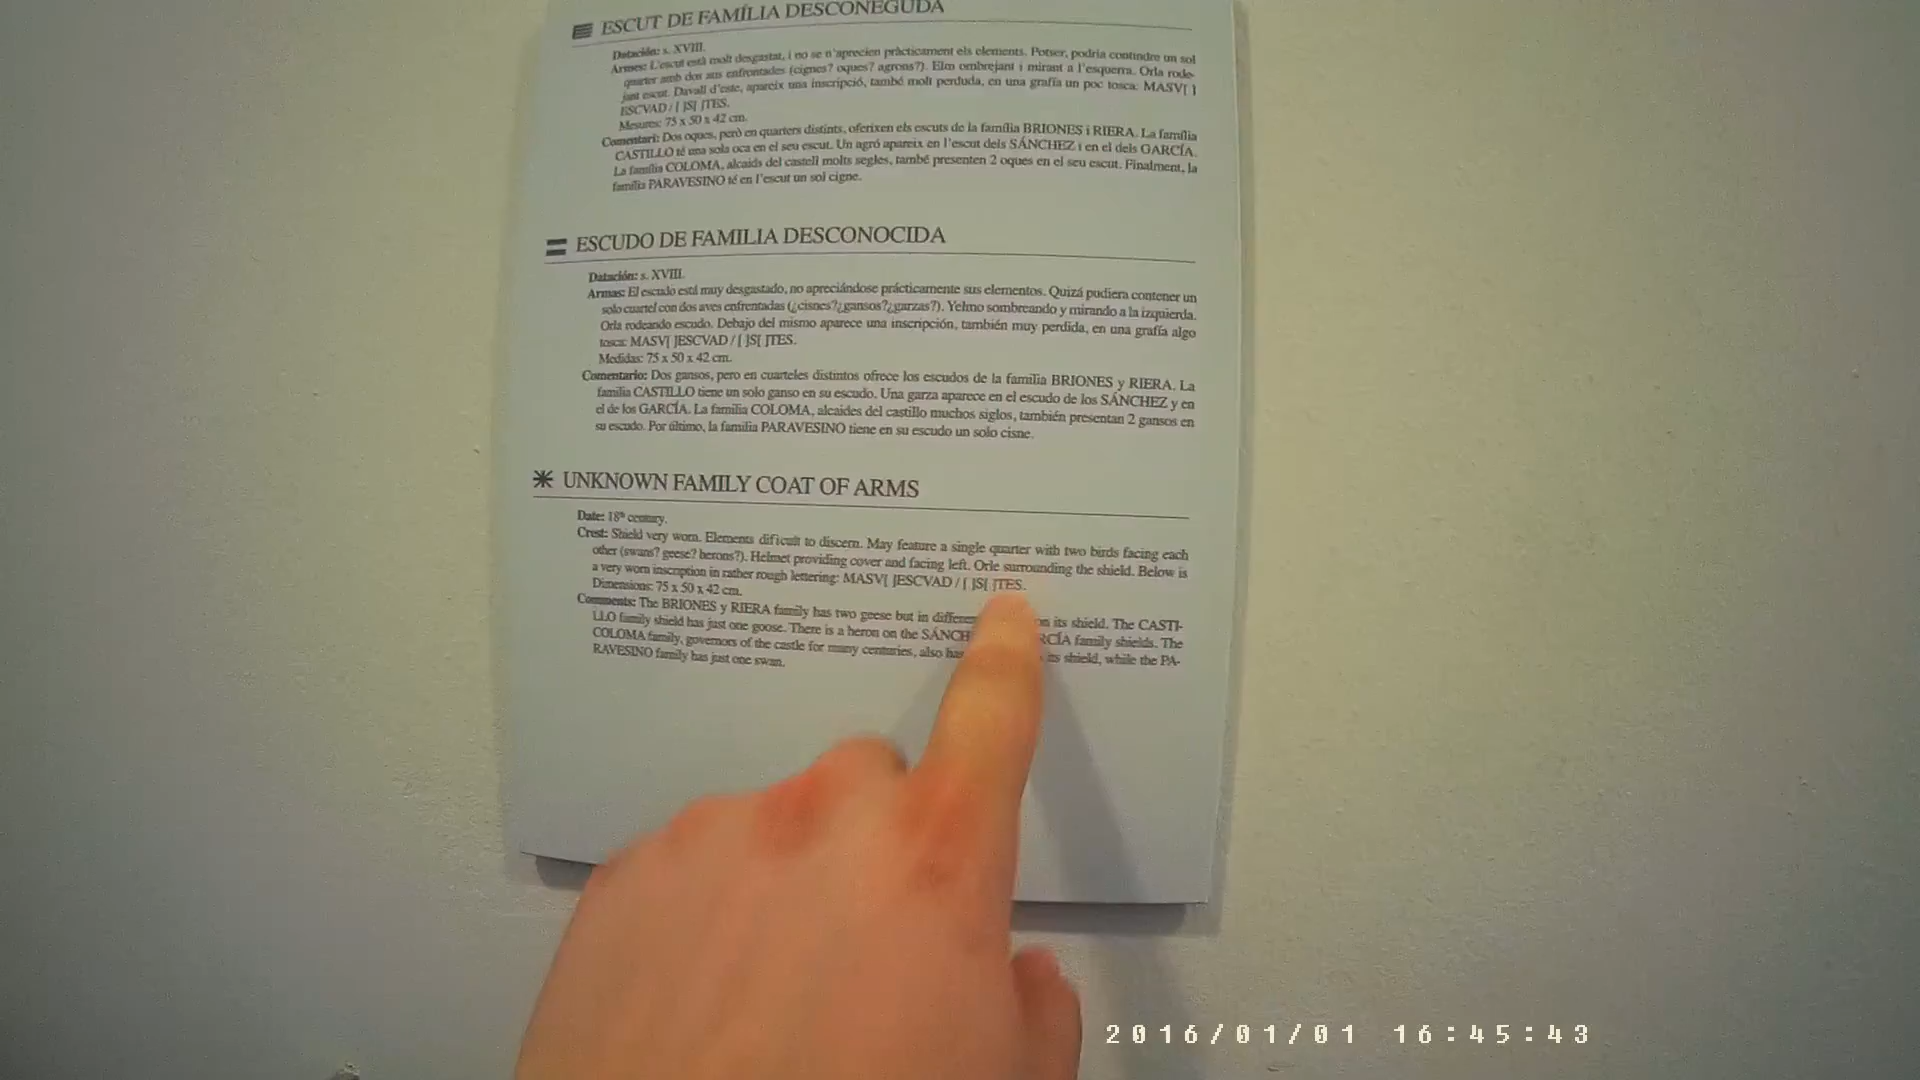 ESCUT DE FAMÍLIA DESCONEGUDA
Datación: s. XVIII.
Armes: L'escut està molt desgastat, i no se n'aprecien pràcticament els elements. Potser, podria contindre un sol
quarter amb dos aus enfrontades (cignes? oques? agrons?). Elm ombrejant i mirant a l'esquerra. Orla rode-
jant escut. Davall d'este, apareix una inscripció, també molt perduda, en una grafia un poc tosca: MASV[ ]
ESCVAD / [ ]S[ ]TES.
Mesures: 75 x 50 x 42 cm.
Comentari: Dos oques, però en quarters distints, oferixen els escuts de la família BRIONES i RIERA. La família
CASTILLO té una sola oca en el seu escut. Un agró apareix en l'escut dels SÁNCHEZ i en el dels GARCÍA.
La família COLOMA, alcaids del castell molts segles, també presenten 2 oques en el seu escut. Finalment, la
família PARAVESINO té en l'escut un sol cigne.
ESCUDO DE FAMILIA DESCONOCIDA
Datación: s. XVIII.
Armas: El escudo está muy desgastado, no apreciándose prácticamente sus elementos. Quizá pudiera contener un
solo cuartel con dos aves enfrentadas (¿cisnes?¿gansos?¿garzas?). Yelmo sombreando y mirando a la izquierda.
Orla rodeando escudo. Debajo del mismo aparece una inscripción, también muy perdida, en una grafía algo
tosca: MASV[ ]ESCVAD / [ ]S[ ]TES.
Medidas: 75 x 50 x 42 cm.
Comentario: Dos gansos, pero en cuarteles distintos ofrece los escudos de la familia BRIONES y RIERA. La
familia CASTILLO tiene un solo ganso en su escudo. Una garza aparece en el escudo de los SÁNCHEZ y en
el de los GARCÍA. La familia COLOMA, alcaides del castillo muchos siglos, también presentan 2 gansos en
su escudo. Por último, la familia PARAVESINO tiene en su escudo un solo cisne.
UNKNOWN FAMILY COAT OF ARMS
Date: 18th century.
Crest: Shield very worn. Elements dificult to discern. May feature a single quarter with two birds facing each
other (swans? geese? herons?). Helmet providing cover and facing left. Orle surrounding the shield. Below is
a very worn inscription in rather rough lettering: MASV[ ]ESCVAD / [ ]S[ ]TES.
Dimensions: 75 x 50 x 42 cm.
Comments: The BRIONES y RIERA family has two geese but in on its shield. The CASTI-
LLO family shield has just one goose. There is a heron on the family shields. The
COLOMA family, governors of the castle for many centuries, also its shield, while the PA-
RAVESINO family has just one swan.
2016/01/01 16:45:43